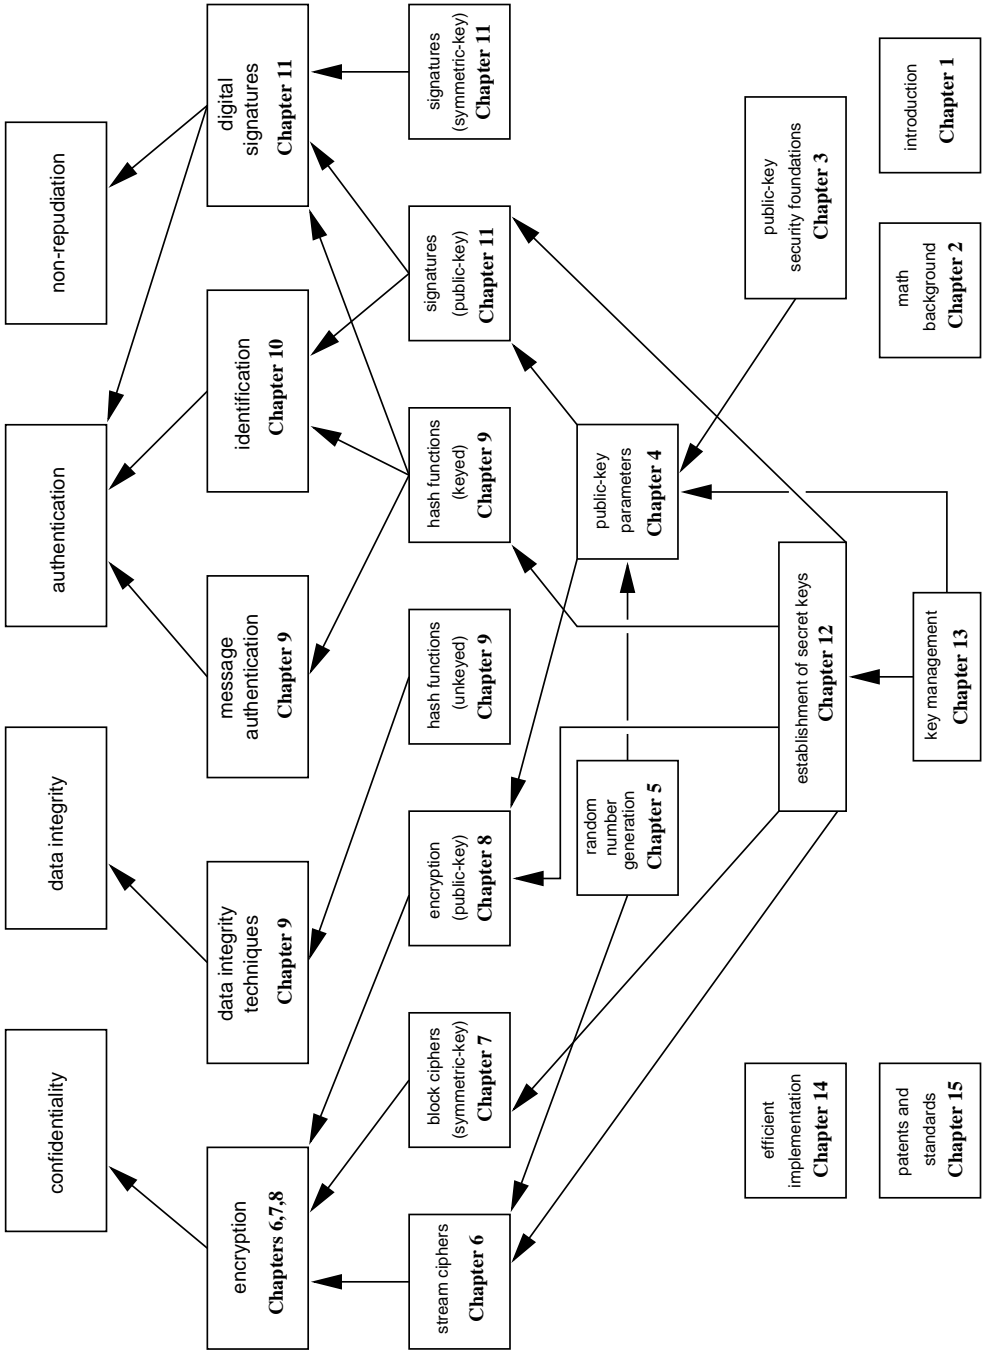 confidentiality
data integrity
authentication
non-repudiation
encryption
Chapters 6,7,8
data integrity
techniques
Chapter 9
message
authentication
Chapter 9
identification
Chapter 10
digital
signatures
Chapter 11
stream ciphers
Chapter 6
block ciphers
(symmetric-key)
Chapter 7
encryption
(public-key)
Chapter 8
hash functions
(unkeyed)
Chapter 9
hash functions
(keyed)
Chapter 9
signatures
(public-key)
Chapter 11
signatures
(symmetric-key)
Chapter 11
random
number
generation
Chapter 5
public-key
parameters
Chapter 4
efficient
implementation
Chapter 14
establishment of secret keys
Chapter 12
public-key
security foundations
Chapter 3
patents and
standards
Chapter 15
key management
Chapter 13
math
background
Chapter 2
introduction
Chapter 1